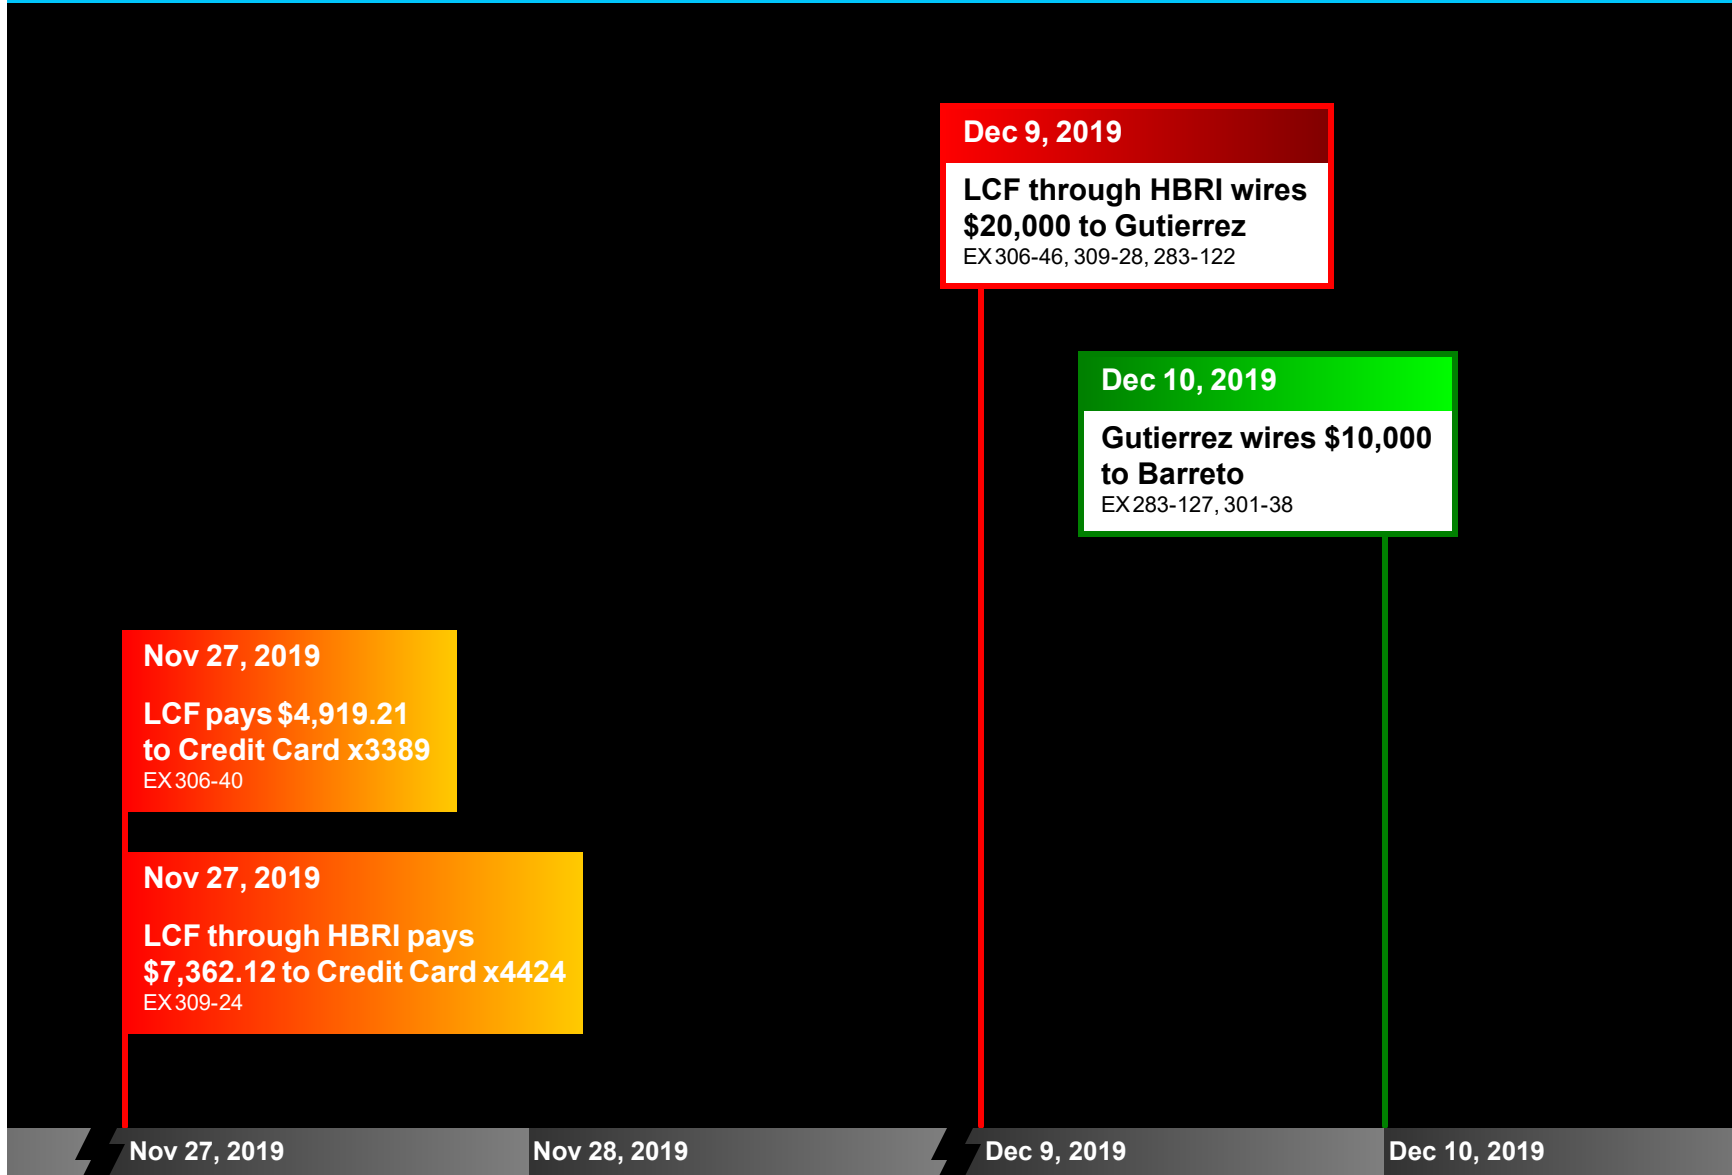 Dec 9, 2019
LCF through HBRI wires
$20,000 to Gutierrez
EX 306-46, 309-28, 283-122
Dec 10, 2019
Gutierrez wires $10,000
to Barreto
EX 283-127, 301-38
Nov 27, 2019
LCF pays $4,919.21
to Credit Card x3389
EX 306-40
Nov 27, 2019
LCF through HBRI pays
$7,362.12 to Credit Card x4424
EX 309-24
Nov 27, 2019
Nov 28, 2019
Dec 9, 2019
Dec 10, 2019